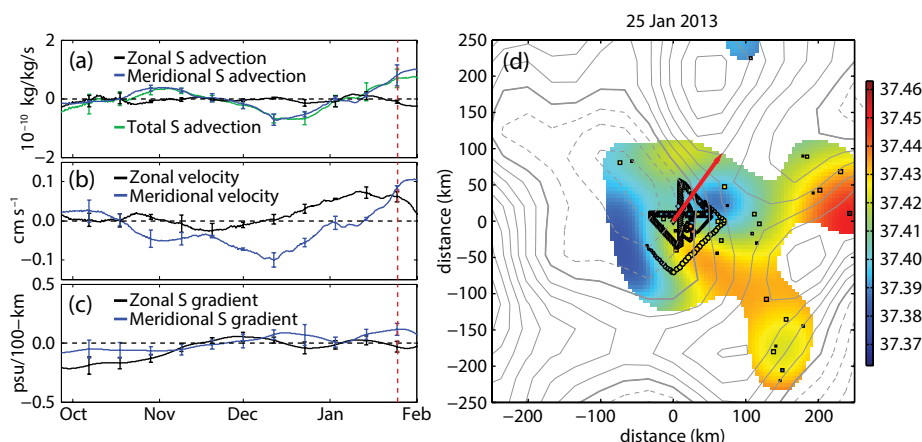 25 Jan 2013
(a)
Zonal S advection
Meridional S advection
Total S advection
10⁻¹⁰ kg/kg/s
2
0
−2
(b)
Zonal velocity
Meridional velocity
cm s⁻¹
0.1
0.0
−0.1
(c)
Zonal S gradient
Meridional S gradient
psu/100-km
0.5
0.0
−0.5
Oct
Nov
Dec
Jan
Feb
(d)
distance (km)
250
200
150
100
50
0
−50
−100
−150
−200
−250
−200
−100
0
100
200
distance (km)
37.46
37.45
37.44
37.43
37.42
37.41
37.40
37.39
37.38
37.37